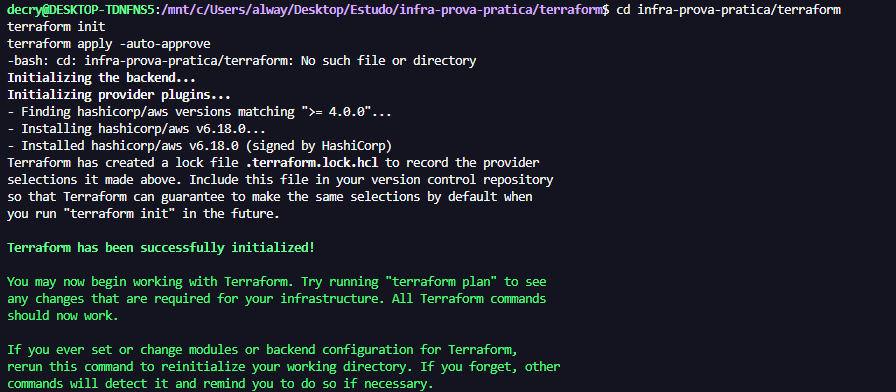 decry@DESKTOP-TDNFNS5:/mnt/c/Users/alway/Desktop/Estudo/infra-prova-pratica/terraform$ cd infra-prova-pratica/terraform
terraform init
terraform apply -auto-approve
-bash: cd: infra-prova-pratica/terraform: No such file or directory
Initializing the backend...
Initializing provider plugins...
- Finding hashicorp/aws versions matching ">= 4.0.0"...
- Installing hashicorp/aws v6.18.0...
- Installed hashicorp/aws v6.18.0 (signed by HashiCorp)
Terraform has created a lock file .terraform.lock.hcl to record the provider
selections it made above. Include this file in your version control repository
so that Terraform can guarantee to make the same selections by default when
you run "terraform init" in the future.
Terraform has been successfully initialized!
You may now begin working with Terraform. Try running "terraform plan" to see
any changes that are required for your infrastructure. All Terraform commands
should now work.
If you ever set or change modules or backend configuration for Terraform,
rerun this command to reinitialize your working directory. If you forget, other
commands will detect it and remind you to do so if necessary.